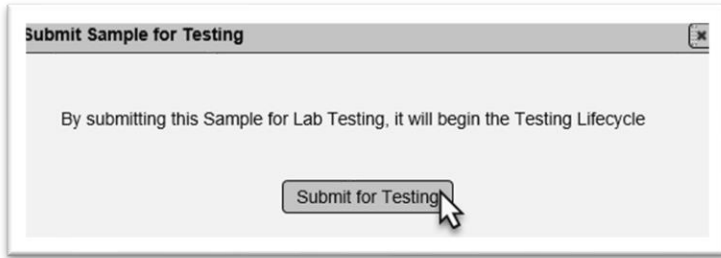 Submit Sample for Testing
By submitting this Sample for Lab Testing, it will begin the Testing Lifecycle
Submit for Testing